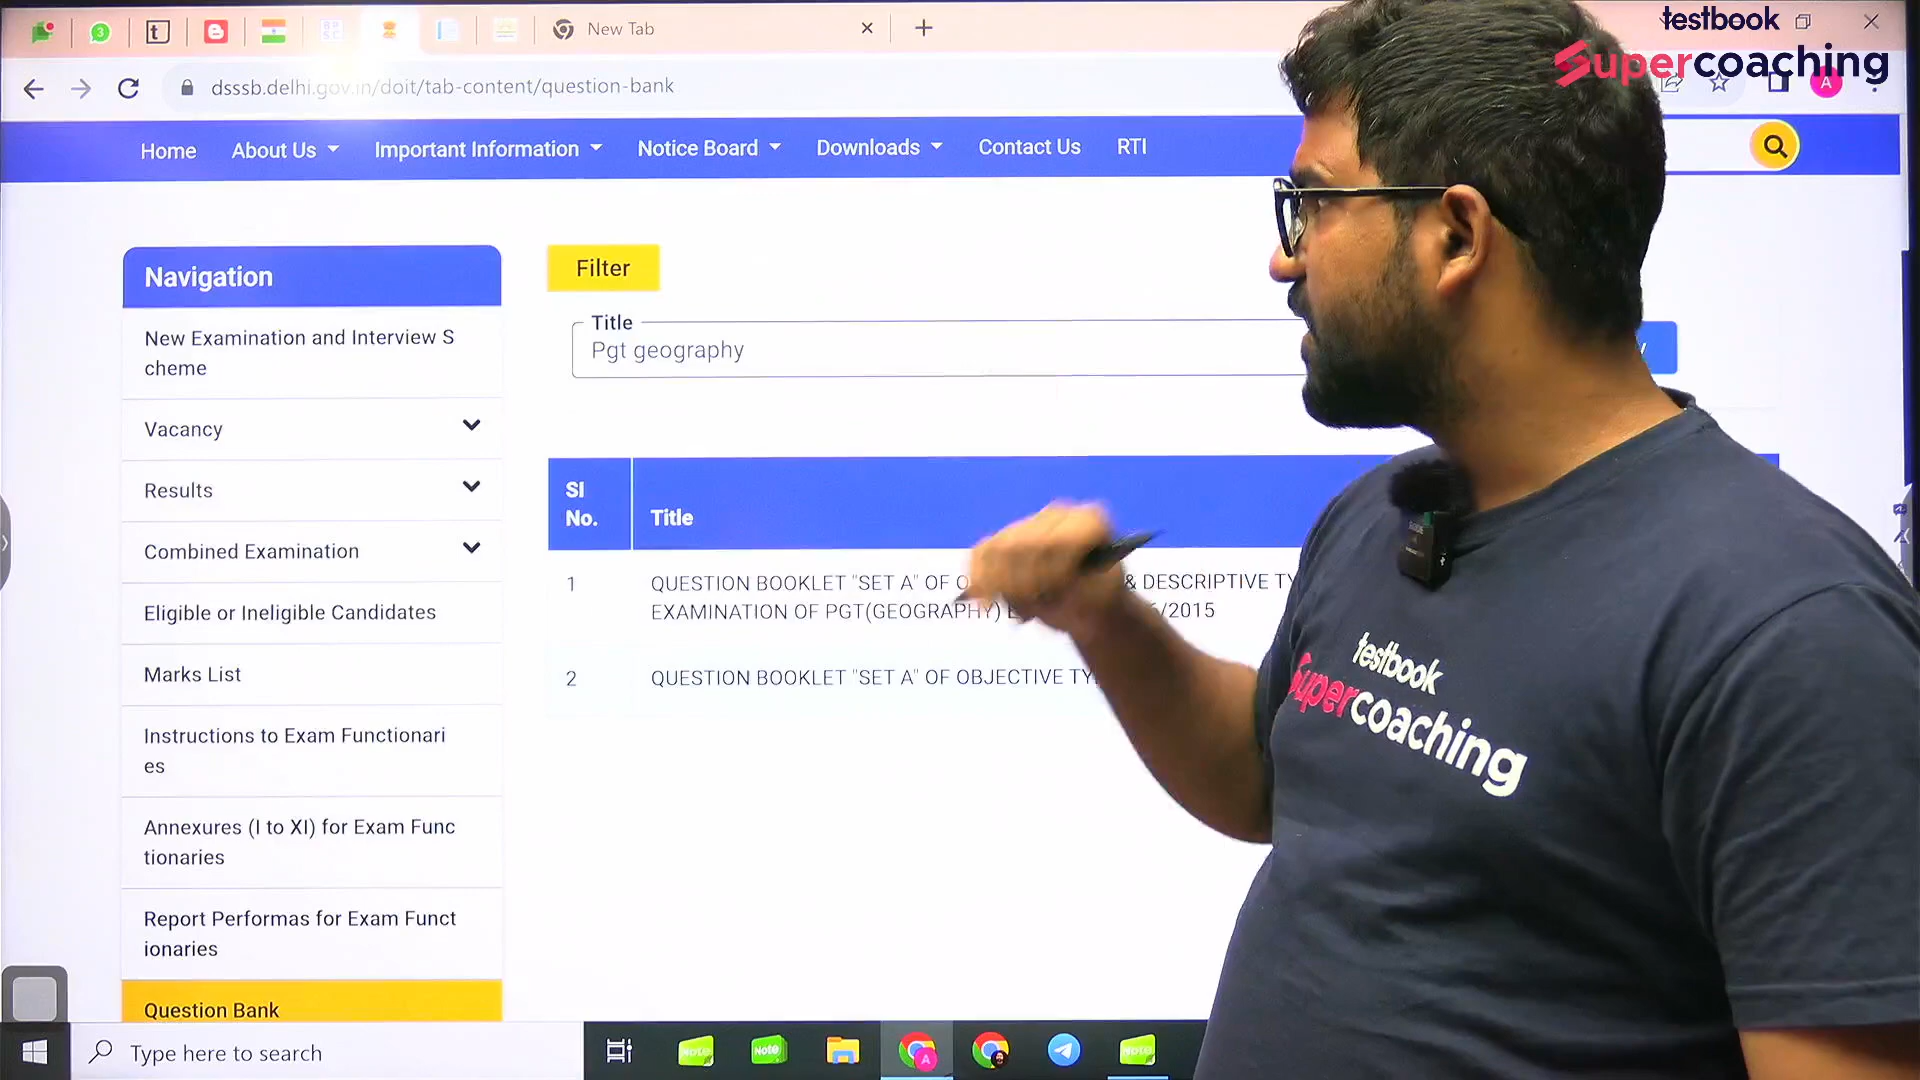 testbook
Supercoaching
3
New Tab
dsssb.delhi.gov.in/doit/tab-content/question-bank
A
Home
About Us
Important Information
Notice Board
Downloads
Contact Us
RTI
Navigation
New Examination and Interview S
cheme
Vacancy
Results
Combined Examination
Eligible or Ineligible Candidates
Marks List
Instructions to Exam Functionari
es
Annexures (I to XI) for Exam Func
tionaries
Report Performas for Exam Funct
ionaries
Question Bank
Filter
Title
Pgt geography
Sl
No.
Title
1
QUESTION BOOKLET "SET A" OF & DESCRIPTIVE
EXAMINATION OF PGT(GEOGRAPHY) /2015
2
QUESTION BOOKLET "SET A" OF OBJECTIVE
testbook
Supercoaching
Type here to search
Note
Note
A
Note